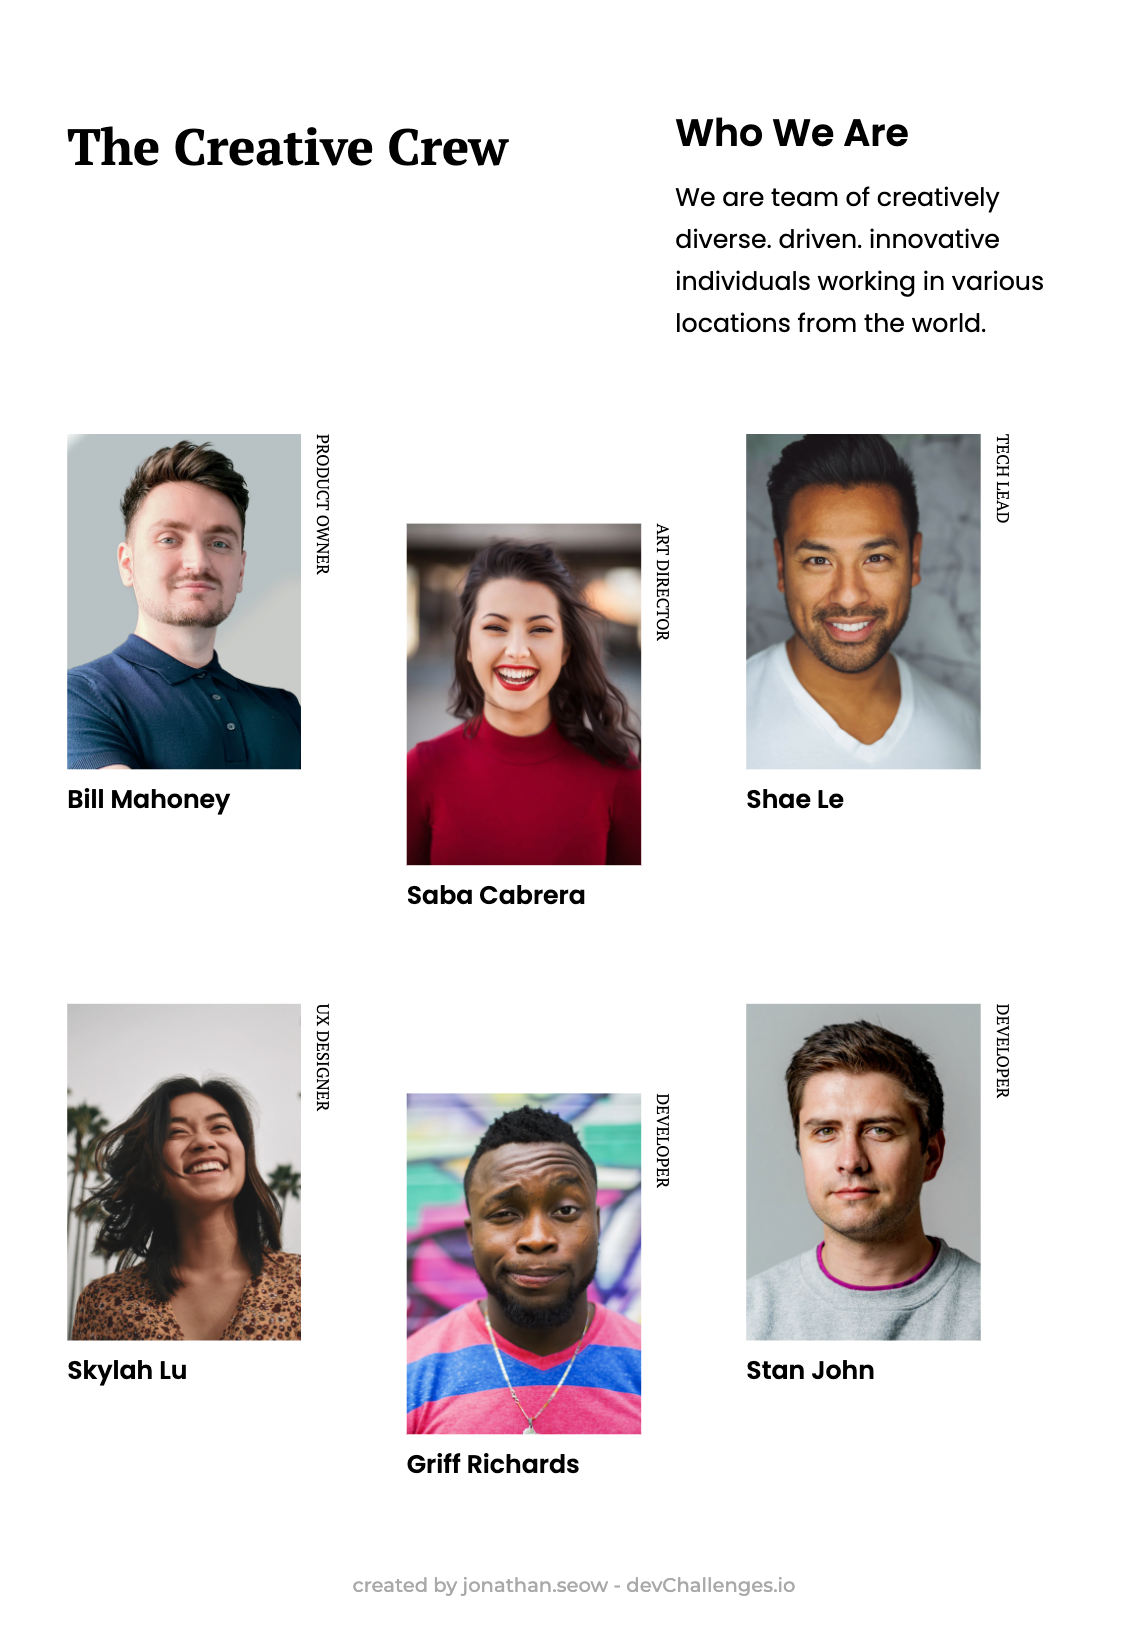 The Creative Crew
Who We Are
We are team of creatively
diverse. driven. innovative
individuals working in various
locations from the world.
PRODUCT OWNER
Bill Mahoney
ART DIRECTOR
Saba Cabrera
TECH LEAD
Shae Le
UX DESIGNER
Skylah Lu
DEVELOPER
Griff Richards
DEVELOPER
Stan John
created by jonathan.seow - devChallenges.io